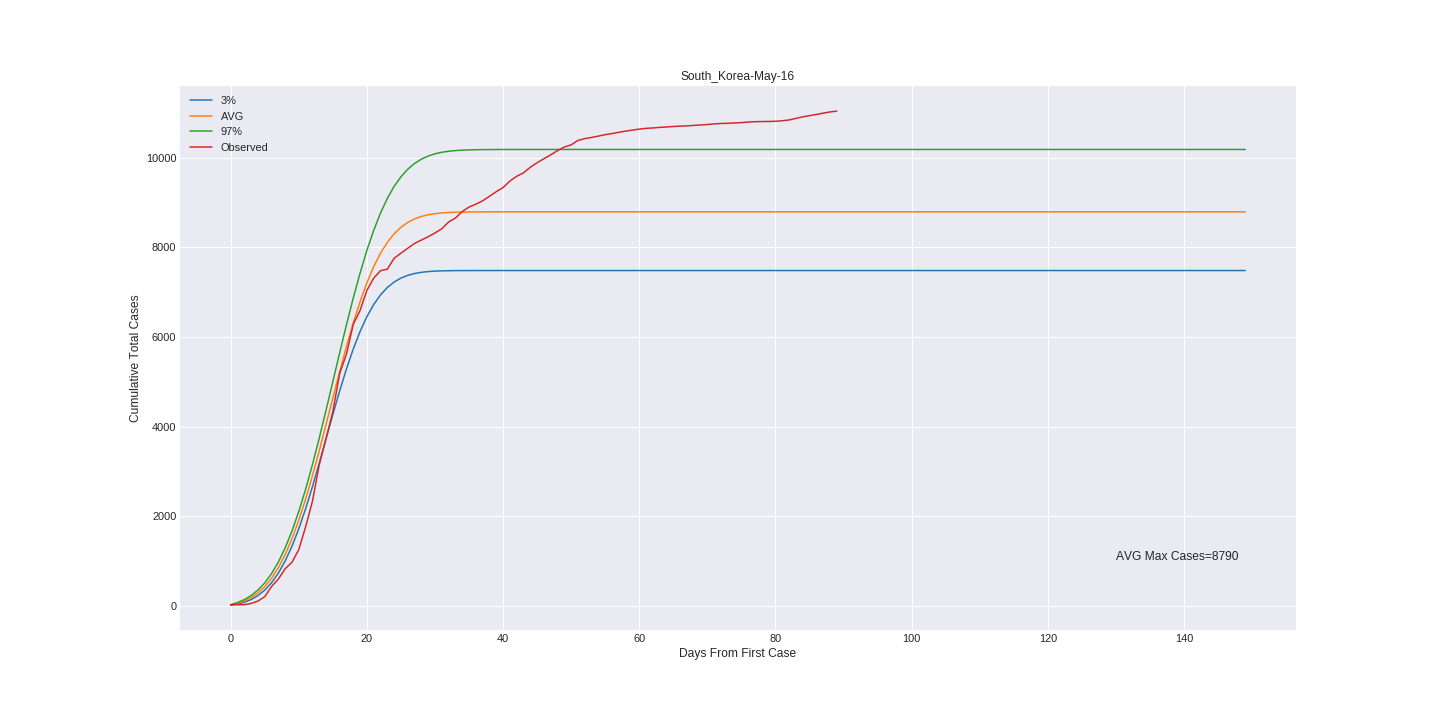 South_Korea-May-16
3%
AVG
97%
Observed
10000
8000
6000
4000
2000
0
Cumulative Total Cases
AVG Max Cases=8790
0 20 40 60 80 100 120 140
Days From First Case